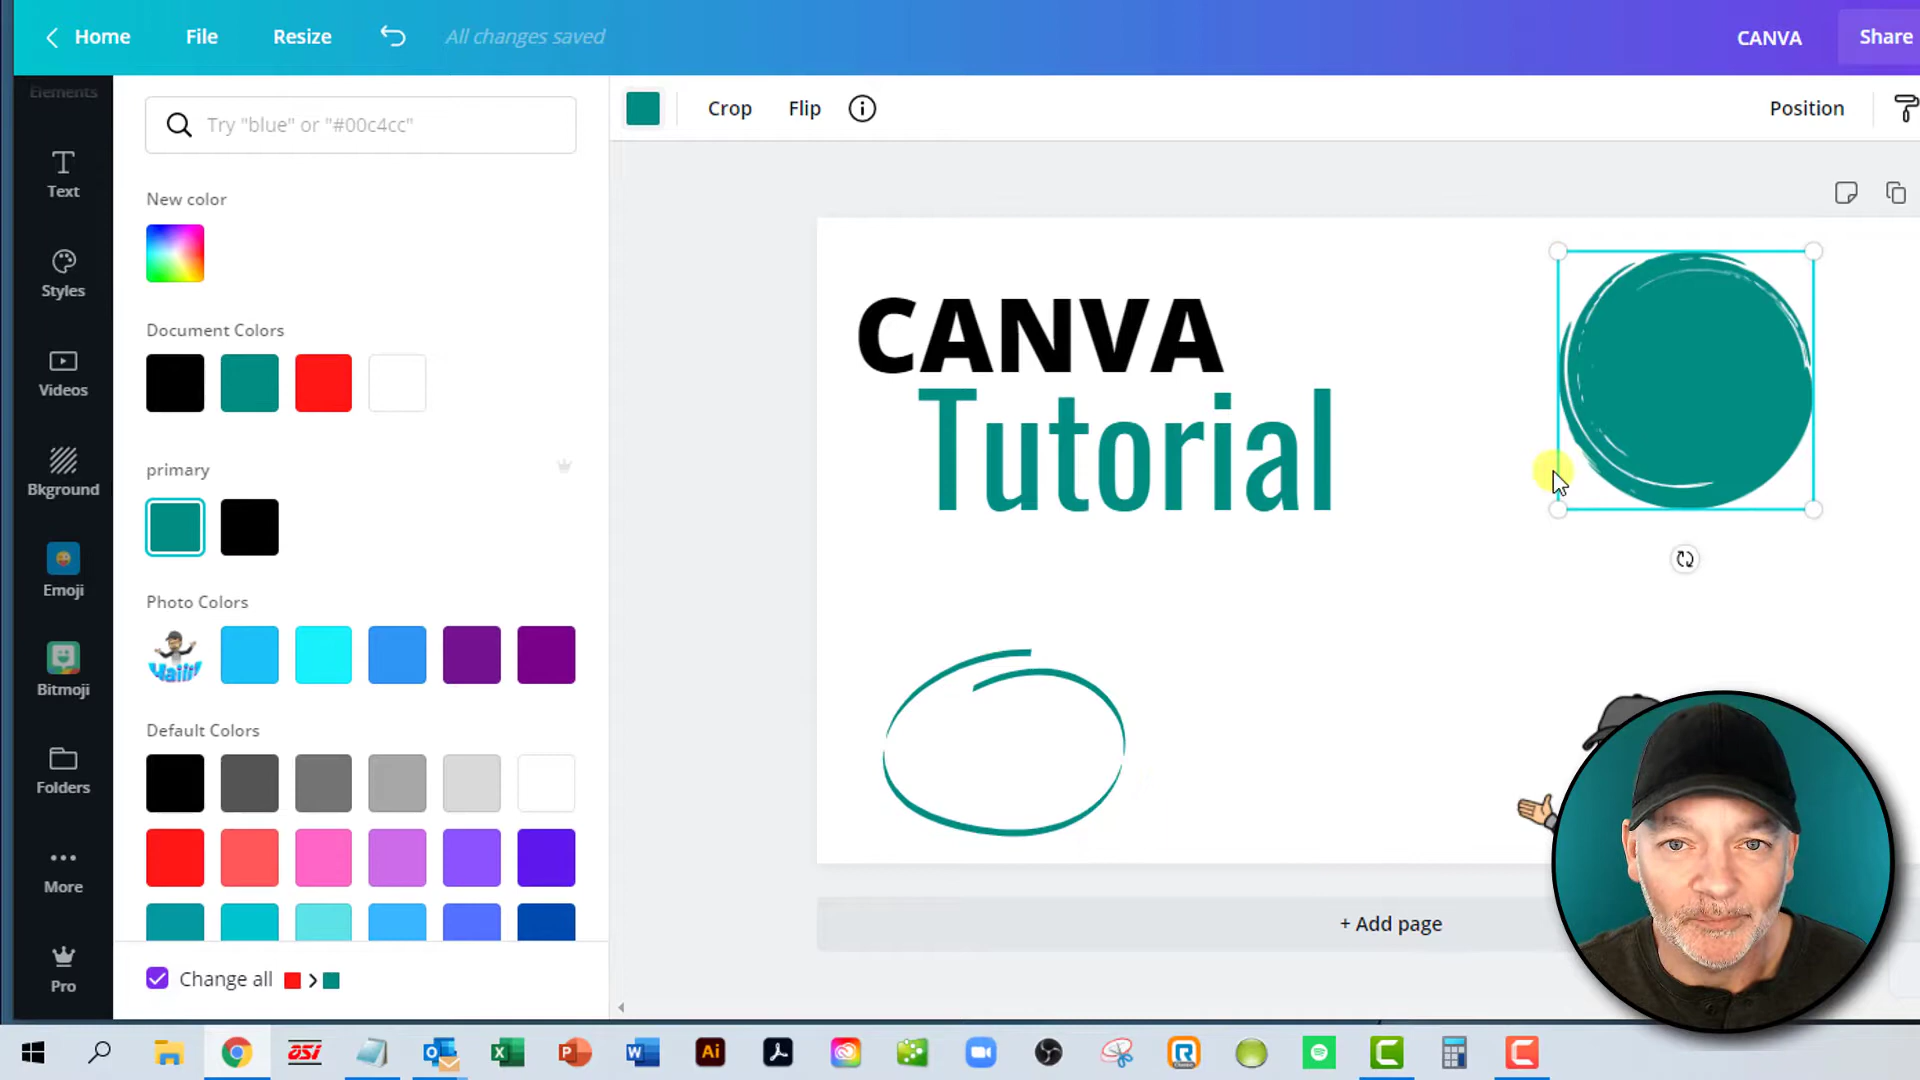 Home
File
Resize
All changes saved
CANVA
Share
Elements
Text
Styles
Videos
Bkground
Emoji
Bitmoji
Folders
More
Pro
Try "blue" or "#00c4cc"
New color
Document Colors
primary
Photo Colors
Haiii!
Default Colors
Change all
Crop
Flip
Position
CANVA
Tutorial
+ Add page
asi